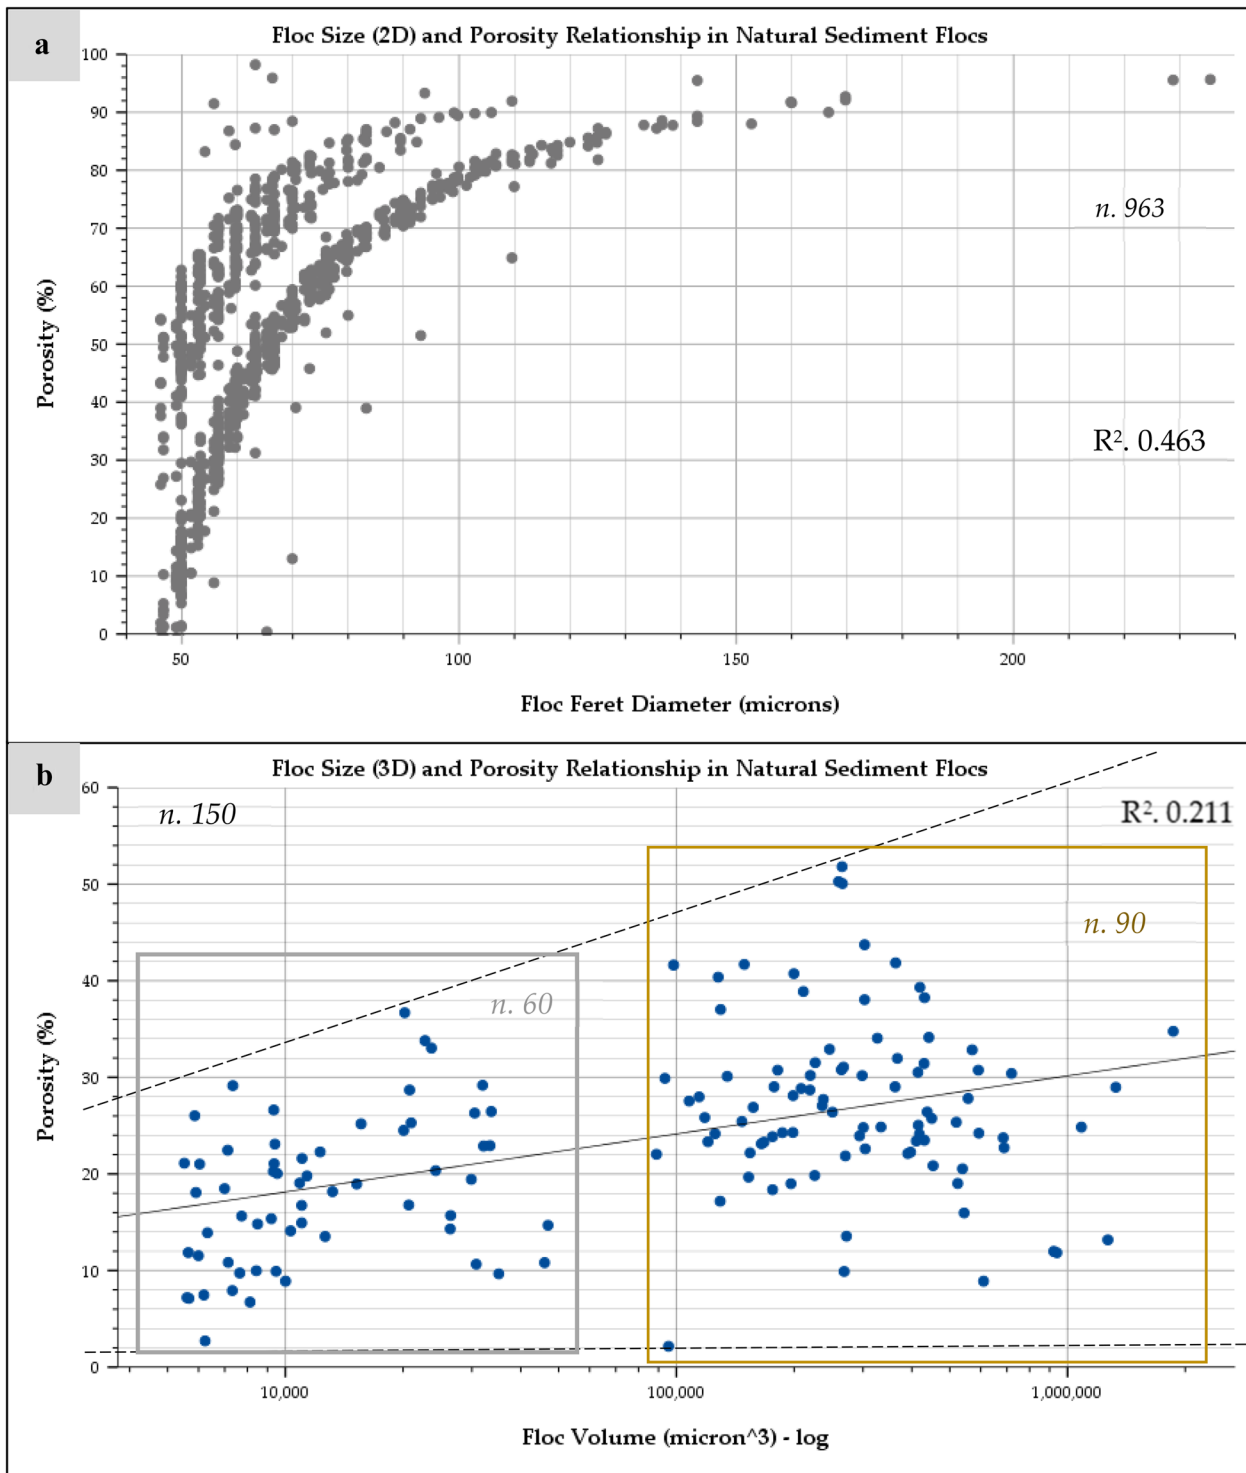 a
Floc Size (2D) and Porosity Relationship in Natural Sediment Flocs
100
90
80
70
60
50
40
30
20
10
0
Porosity (%)
n. 963
R². 0.463
50
100
150
200
Floc Feret Diameter (microns)
b
Floc Size (3D) and Porosity Relationship in Natural Sediment Flocs
60
50
40
30
20
10
0
Porosity (%)
n. 150
R². 0.211
n. 90
n. 60
10,000
100,000
1,000,000
Floc Volume (micron^3) - log